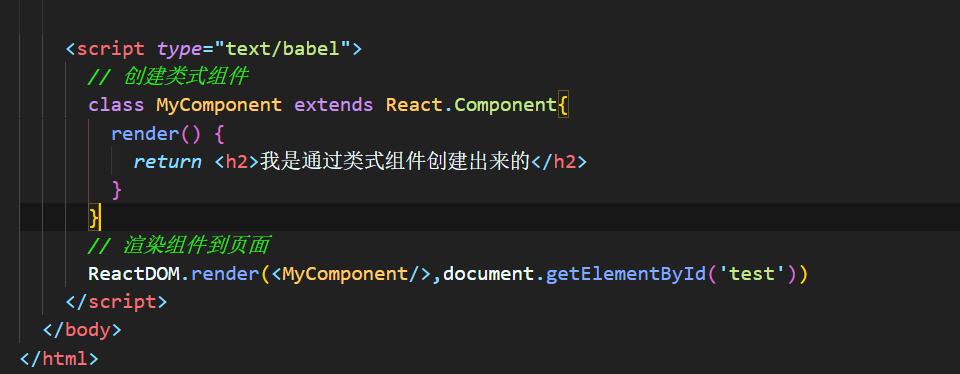 <script type="text/babel">
// 创建类式组件
class MyComponent extends React.Component{
render() {
return <h2>我是通过类式组件创建出来的</h2>
}
}
// 渲染组件到页面
ReactDOM.render(<MyComponent/>,document.getElementById('test'))
</script>
</body>
</html>